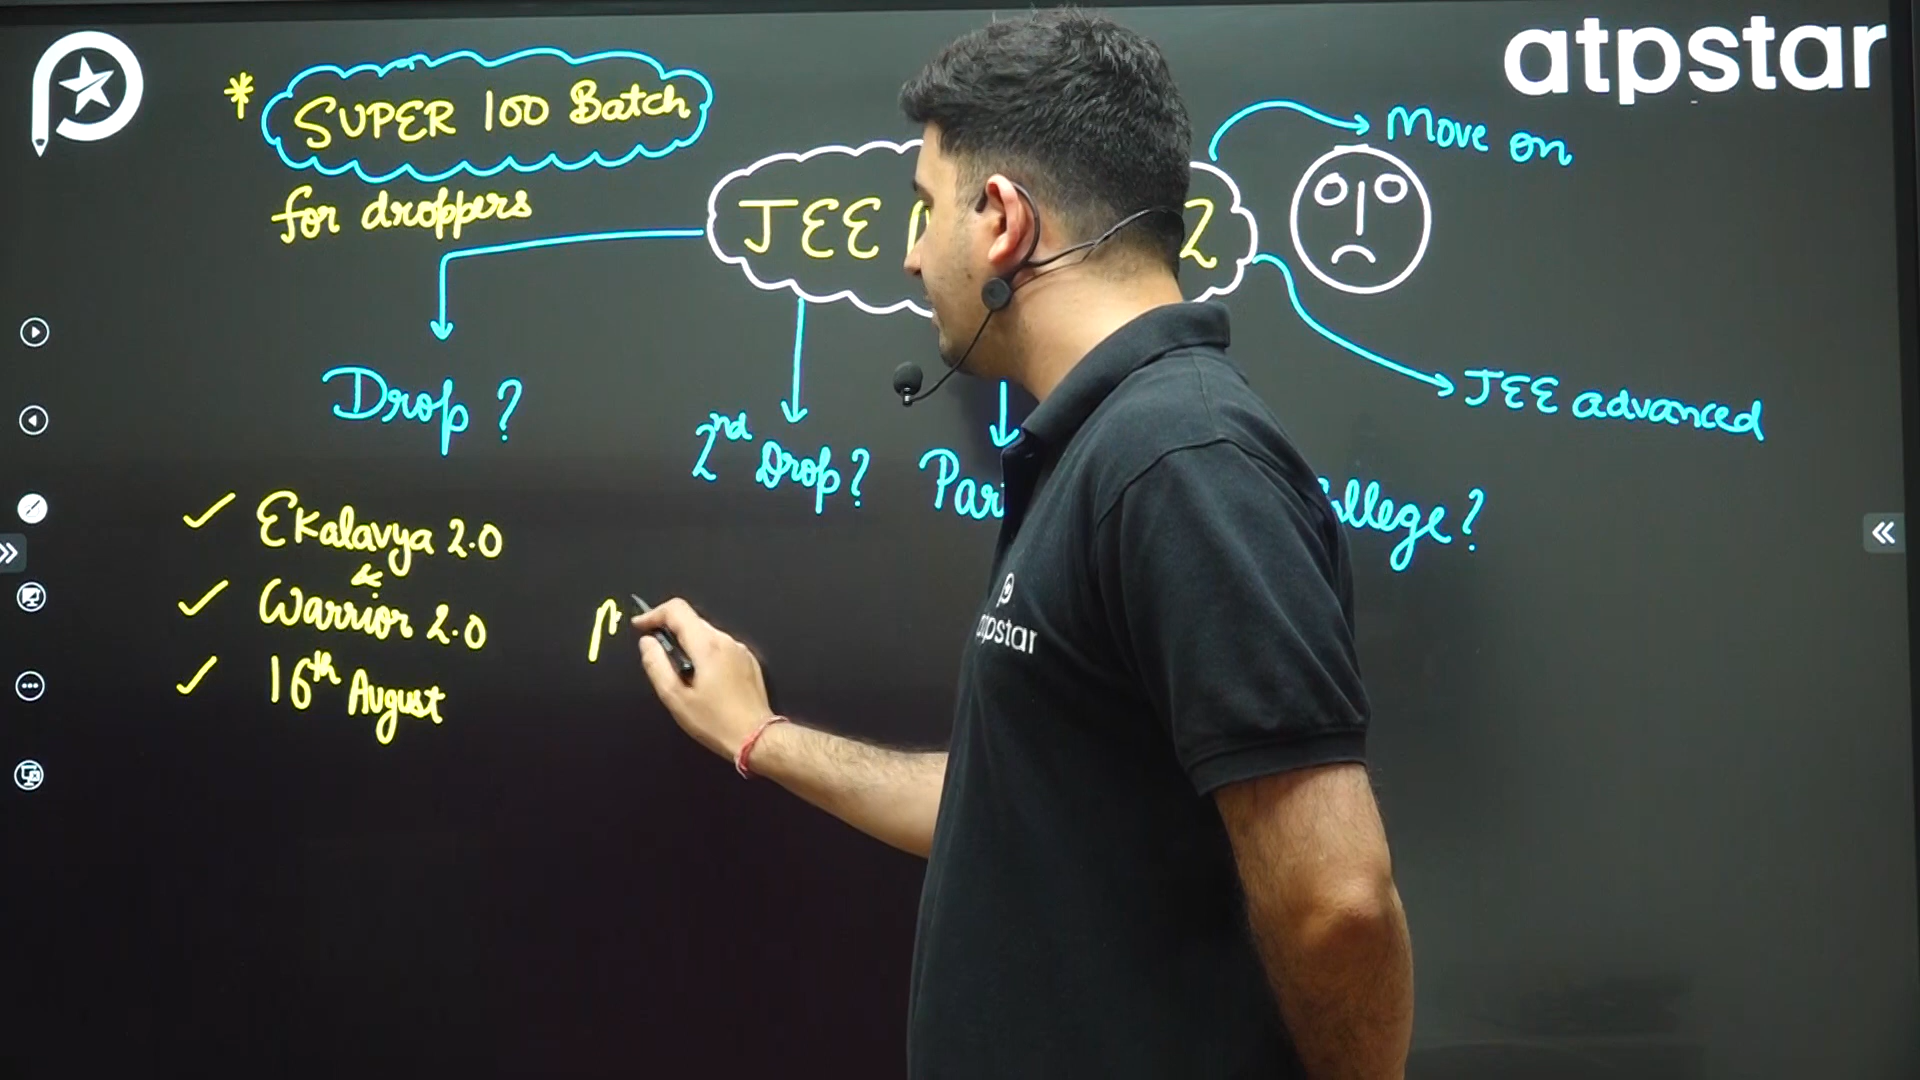 atpstar
* SUPER 100 Batch
for droppers
JEE
2
Move on
Drop?
2nd Drop?
JEE advanced
Ekalavya 2.0
&
Warrior 2.0
16th August
atpstar